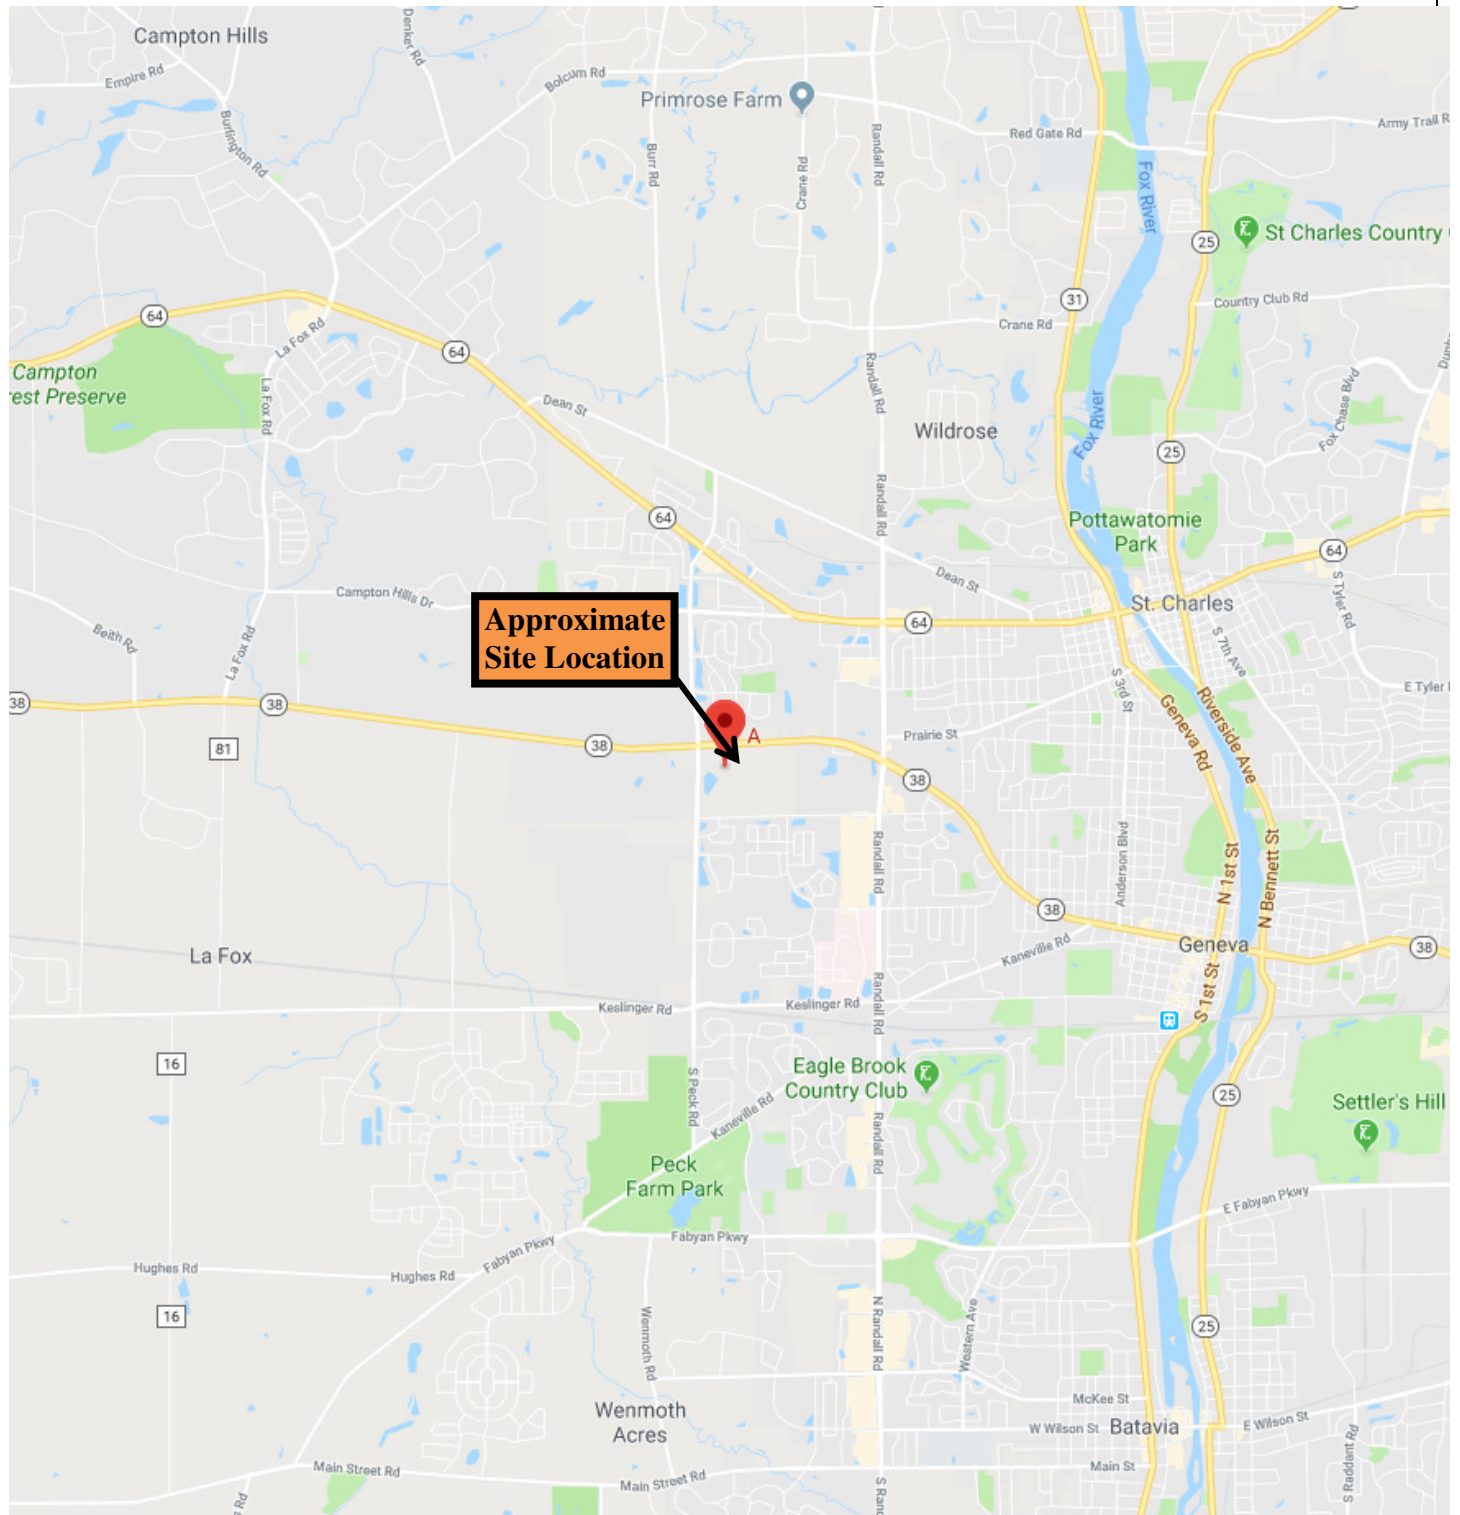 Campton Hills
Denker Rd
Empire Rd
Bolcum Rd
Primrose Farm
Burlington Rd
Burr Rd
Crane Rd
Randall Rd
Red Gate Rd
Army Trail R
Fox River
25
St Charles Country
31
Country Club Rd
64
La Fox Rd
Crane Rd
64
Campton
rest Preserve
La Fox Rd
Dean St
Randall Rd
Wildrose
Fox River
Fox Chase Blvd
Dunh
25
Randall Rd
64
Pottawatomie
Park
64
Dean St
S Tyler Rd
Campton Hills Dr
St. Charles
Approximate
Site Location
64
Beith Rd
La Fox Rd
S 7th Ave
S 3rd St
E Tyler
38
38
Geneva Rd
Riverside Ave
81
38
A
Prairie St
38
Randall Rd
Anderson Blvd
N 1st St
N Bennett St
38
La Fox
Kaneville Rd
Geneva
38
Keslinger Rd
Keslinger Rd
Randall Rd
S 1st St
16
Eagle Brook
Country Club
S Peck Rd
Kaneville Rd
Randall Rd
25
Settler's Hill
Peck
Farm Park
E Fabyan Pkwy
Fabyan Pkwy
Fabyan Pkwy
Hughes Rd
Hughes Rd
16
Wenmoth Rd
N Randall Rd
Western Ave
25
McKee St
Wenmoth
Acres
W Wilson St
Batavia
E Wilson St
Main Street Rd
Main Street Rd
Main St
S Raddant Rd
S Ranc
s Rd